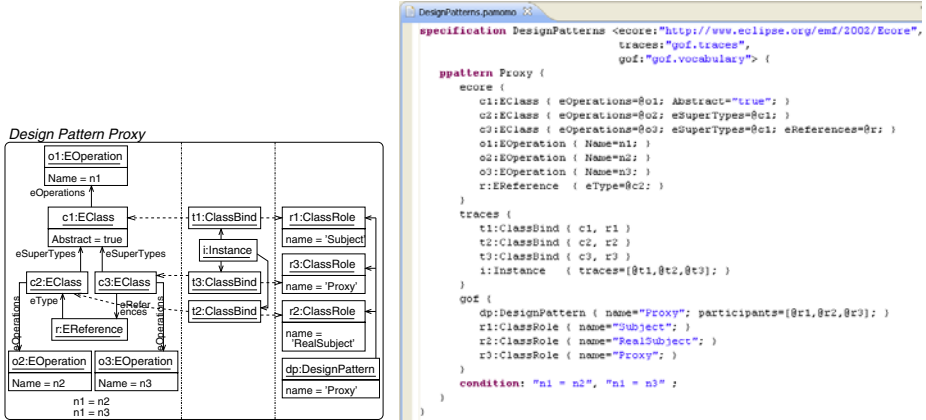 Design Pattern Proxy
o1:EOperation
Name = n1
eOperations
c1:EClass
Abstract = true
eSuperTypes
eSuperTypes
c2:EClass
c3:EClass
eType
eRefer
ences
eOperations
eOperations
r:EReference
o2:EOperation
Name = n2
o3:EOperation
Name = n3
n1 = n2
n1 = n3
t1:ClassBind
i:Instance
t3:ClassBind
t2:ClassBind
r1:ClassRole
name = 'Subject'
r3:ClassRole
name = 'Proxy'
r2:ClassRole
name =
'RealSubject'
dp:DesignPattern
name = 'Proxy'
DesignPatterns.pamomo
specification DesignPatterns <ecore:"http://www.eclipse.org/emf/2002/Ecore",
traces:"gof.traces",
gof:"gof.vocabulary"> {
ppattern Proxy {
ecore {
c1:EClass { eOperations=@o1; Abstract="true"; }
c2:EClass { eOperations=@o2; eSuperTypes=@c1; }
c3:EClass { eOperations=@o3; eSuperTypes=@c1; eReferences=@r; }
o1:EOperation { Name=n1; }
o2:EOperation { Name=n2; }
o3:EOperation { Name=n3; }
r:EReference { eType=@c2; }
}
traces {
t1:ClassBind { c1, r1 }
t2:ClassBind { c2, r2 }
t3:ClassBind { c3, r3 }
i:Instance { traces=[@t1,@t2,@t3]; }
}
gof {
dp:DesignPattern { name="Proxy"; participants=[@r1,@r2,@r3]; }
r1:ClassRole { name="Subject"; }
r2:ClassRole { name="RealSubject"; }
r3:ClassRole { name="Proxy"; }
}
condition: "n1 = n2", "n1 = n3" ;
}
}